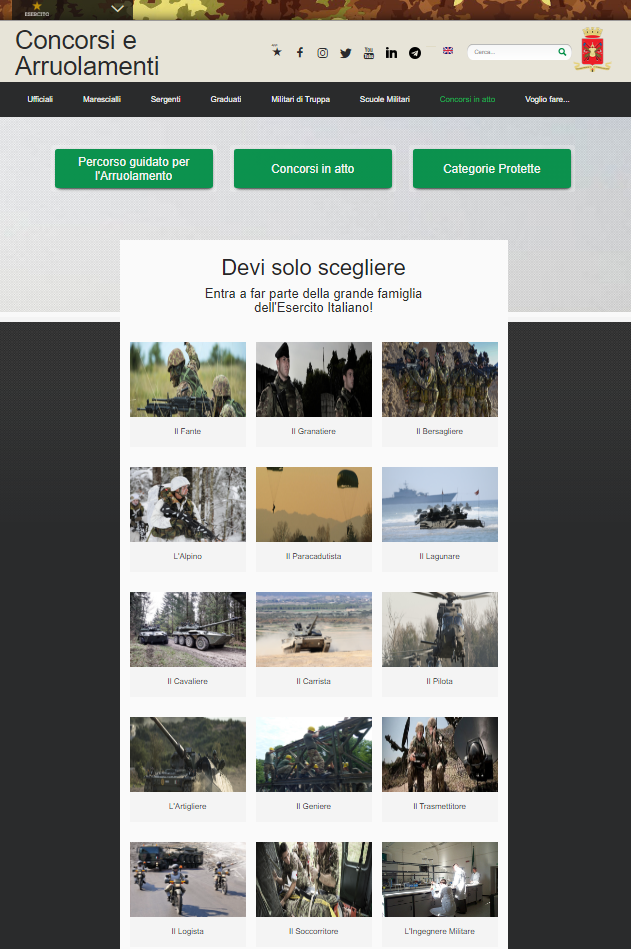 ESERCITO
Concorsi e
Arruolamenti
You
Tube
Cerca...
Ufficiali
Marescialli
Sergenti
Graduati
Militari di Truppa
Scuole Militari
Concorsi in atto
Voglio fare...
Percorso guidato per
l'Arruolamento
Concorsi in atto
Categorie Protette
Devi solo scegliere
Entra a far parte della grande famiglia
dell'Esercito Italiano!
Il Fante
Il Granatiere
Il Bersagliere
L'Alpino
Il Paracadutista
Il Lagunare
Il Cavaliere
Il Carrista
Il Pilota
L'Artigliere
Il Geniere
Il Trasmettitore
Il Logista
Il Soccorritore
L'Ingegnere Militare